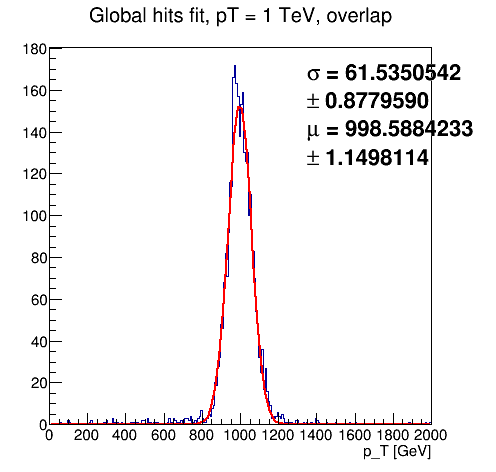 Global hits fit, pT = 1 TeV, overlap
180
σ = 61.5350542
160
± 0.8779590
140
μ = 998.5884233
± 1.1498114
120
100
80
60
40
20
0
0 200 400 600 800 1000 1200 1400 1600 1800 2000
p_T [GeV]